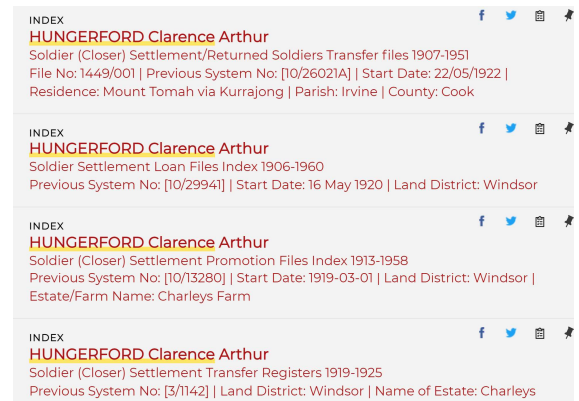 INDEX
HUNGERFORD Clarence Arthur
Soldier (Closer) Settlement/Returned Soldiers Transfer files 1907-1951
File No: 1449/001 | Previous System No: [10/26021A] | Start Date: 22/05/1922 |
Residence: Mount Tomah via Kurrajong | Parish: Irvine | County: Cook
INDEX
HUNGERFORD Clarence Arthur
Soldier Settlement Loan Files Index 1906-1960
Previous System No: [10/29941] | Start Date: 16 May 1920 | Land District: Windsor
INDEX
HUNGERFORD Clarence Arthur
Soldier (Closer) Settlement Promotion Files Index 1913-1958
Previous System No: [10/13280] | Start Date: 1919-03-01 | Land District: Windsor |
Estate/Farm Name: Charleys Farm
INDEX
HUNGERFORD Clarence Arthur
Soldier (Closer) Settlement Transfer Registers 1919-1925
Previous System No: [3/1142] | Land District: Windsor | Name of Estate: Charleys